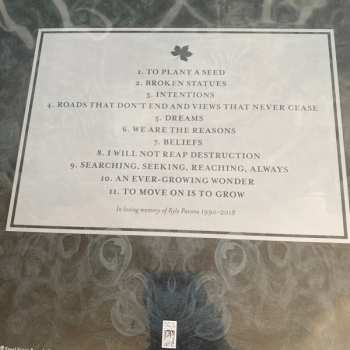 1. TO PLANT A SEED
2. BROKEN STATUES
3. INTENTIONS
4. ROADS THAT DON'T END AND VIEWS THAT NEVER CEASE
5. DREAMS
6. WE ARE THE REASONS
7. BELIEFS
8. I WILL NOT REAP DESTRUCTION
9. SEARCHING, SEEKING, REACHING, ALWAYS
10. AN EVER-GROWING WONDER
11. TO MOVE ON IS TO GROW
In loving memory of Kyle Pavone 1990–2018